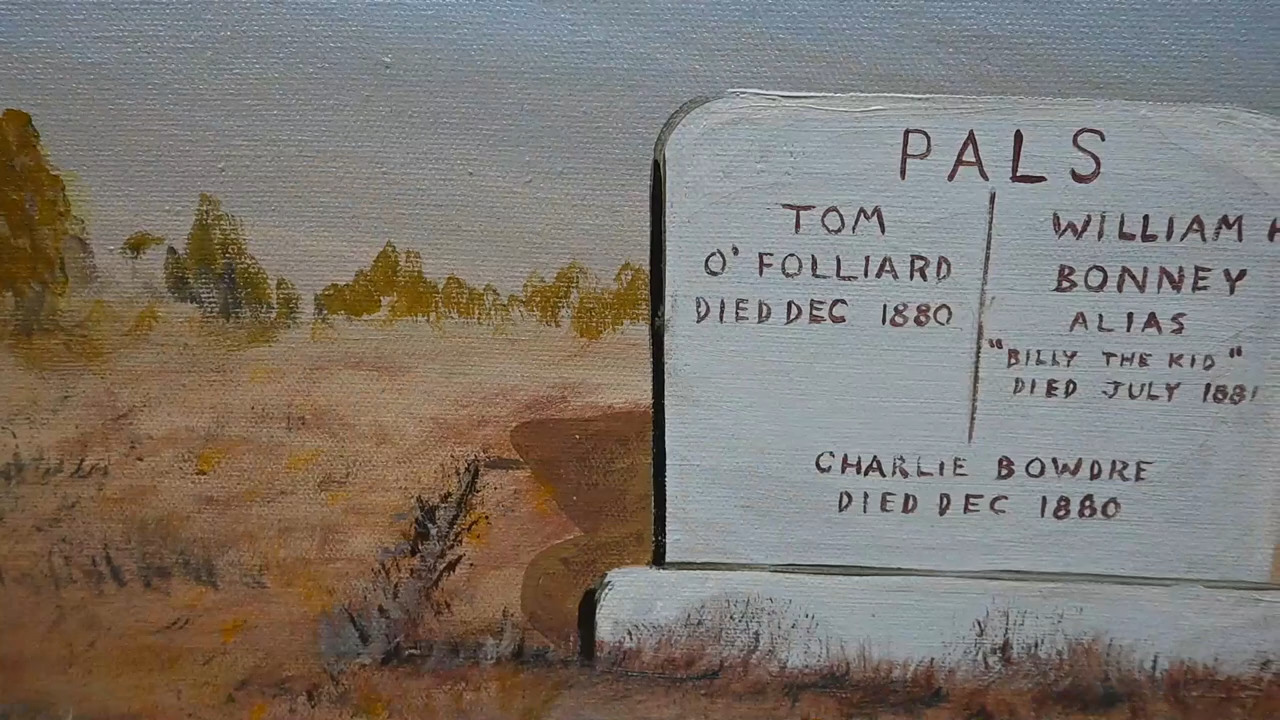 PALS
TOM
O' FOLLIARD
DIED DEC 1880
WILLIAM H
BONNEY
ALIAS
"BILLY THE KID"
DIED JULY 1881
CHARLIE BOWDRE
DIED DEC 1880